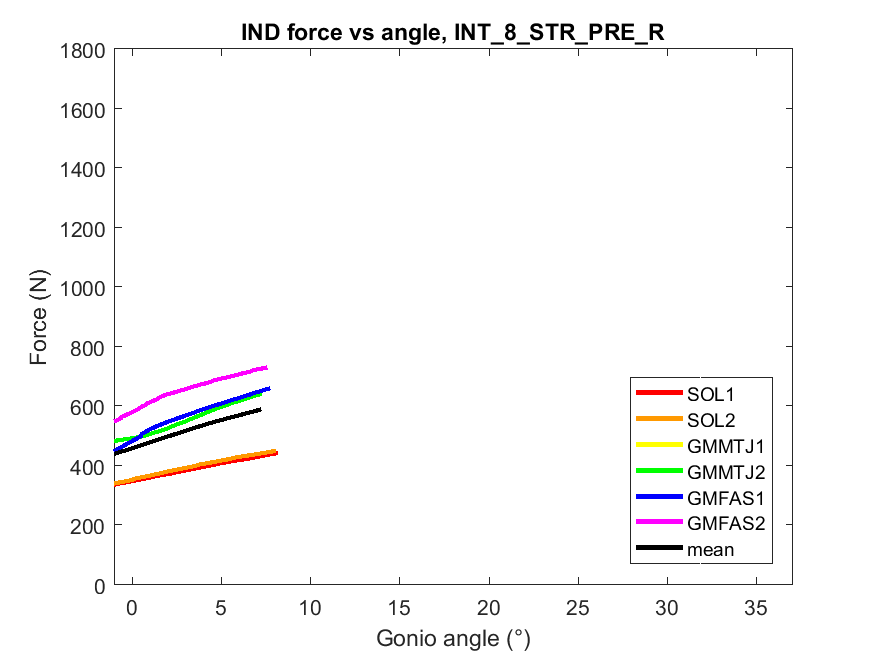 IND force vs angle, INT_8_STR_PRE_R
1800
1600
1400
1200
1000
800
600
400
200
0
Force (N)
SOL1
SOL2
GMMTJ1
GMMTJ2
GMFAS1
GMFAS2
mean
0 5 10 15 20 25 30 35
Gonio angle (°)